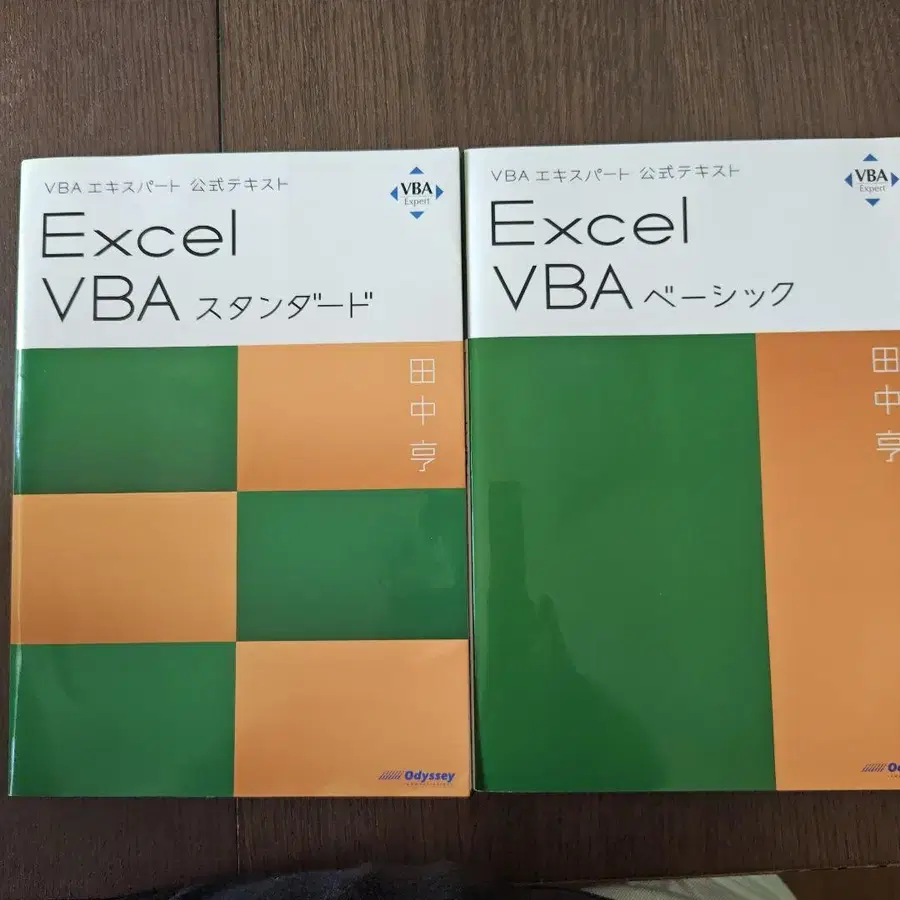 VBA エキスパート 公式テキスト
Excel
VBA スタンダード
VBA
Expert
田中亨
Odyssey
VBA エキスパート 公式テキスト
Excel
VBA ベーシック
VBA
Expert
田中亨
Od